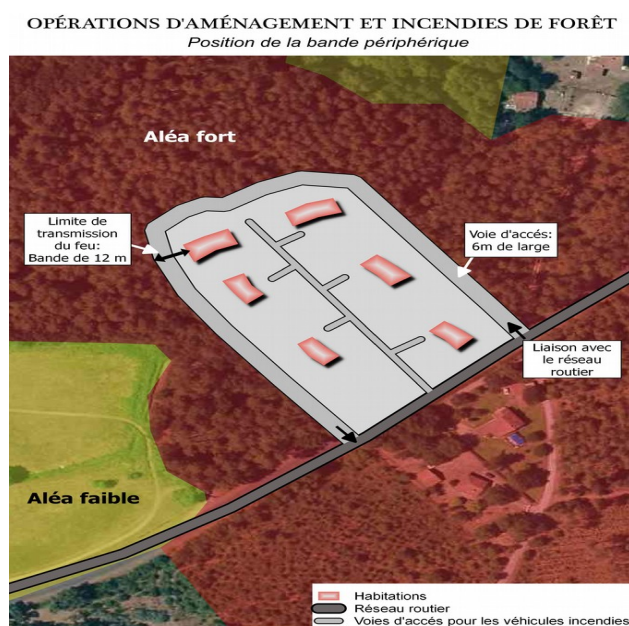 OPÉRATIONS D'AMÉNAGEMENT ET INCENDIES DE FORÊT
Position de la bande périphérique
Aléa fort
Limite de
transmission
du feu:
Bande de 12 m
Voie d'accés:
6m de large
Liaison avec
le réseau
routier
Aléa faible
Habitations
Réseau routier
Voies d'accés pour les véhicules incendies